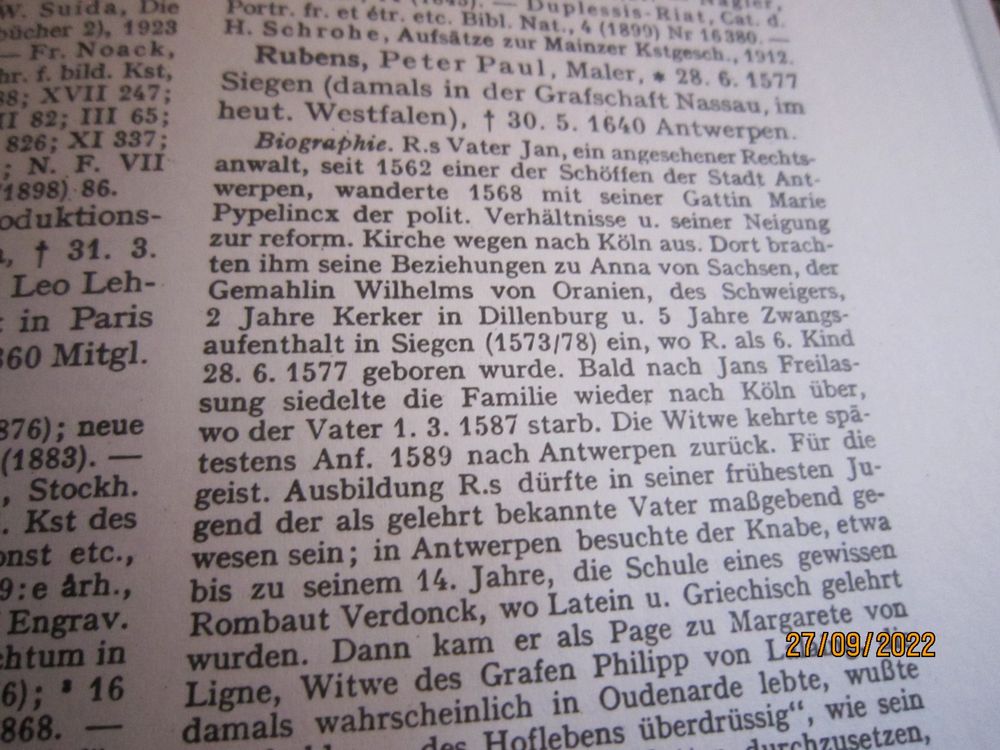 W. Suida, Die
bücher 2), 1923
— Fr. Noack,
hr. f. bild. Kst,
88; XVII 247;
II 82; III 65;
826; XI 337;
; N. F. VII
(1898) 86.
oduktions-
, † 31. 3.
Leo Leh-
in Paris
360 Mitgl.
876); neue
(1883). —
, Stockh.
. Kst des
onst etc.,
9:e årh.,
Engrav.
chtum in
6); * 16
868. —
Portr. fr. et étr. etc. Bibl. Nat., 4 (1899) Nr 16380. —
H. Schrohe, Aufsätze zur Mainzer Kstgesch., 1912.
Rubens, Peter Paul, Maler, * 28. 6. 1577
Siegen (damals in der Grafschaft Nassau, im
heut. Westfalen), † 30. 5. 1640 Antwerpen.
Biographie. R.s Vater Jan, ein angesehener Rechts-
anwalt, seit 1562 einer der Schöffen der Stadt Ant-
werpen, wanderte 1568 mit seiner Gattin Marie
Pypelincx der polit. Verhältnisse u. seiner Neigung
zur reform. Kirche wegen nach Köln aus. Dort brach-
ten ihm seine Beziehungen zu Anna von Sachsen, der
Gemahlin Wilhelms von Oranien, des Schweigers,
2 Jahre Kerker in Dillenburg u. 5 Jahre Zwangs-
aufenthalt in Siegen (1573/78) ein, wo R. als 6. Kind
28. 6. 1577 geboren wurde. Bald nach Jans Freilas-
sung siedelte die Familie wieder nach Köln über,
wo der Vater 1. 3. 1587 starb. Die Witwe kehrte spä-
testens Anf. 1589 nach Antwerpen zurück. Für die
geist. Ausbildung R.s dürfte in seiner frühesten Ju-
gend der als gelehrt bekannte Vater maßgebend ge-
wesen sein; in Antwerpen besuchte der Knabe, etwa
bis zu seinem 14. Jahre, die Schule eines gewissen
Rombaut Verdonck, wo Latein u. Griechisch gelehrt
wurden. Dann kam er als Page zu Margarete von
Ligne, Witwe des Grafen Philipp von
damals wahrscheinlich in Oudenarde lebte, wußte
des Hoflebens überdrüssig“, wie sein
durchzusetzen,
27/09/2022